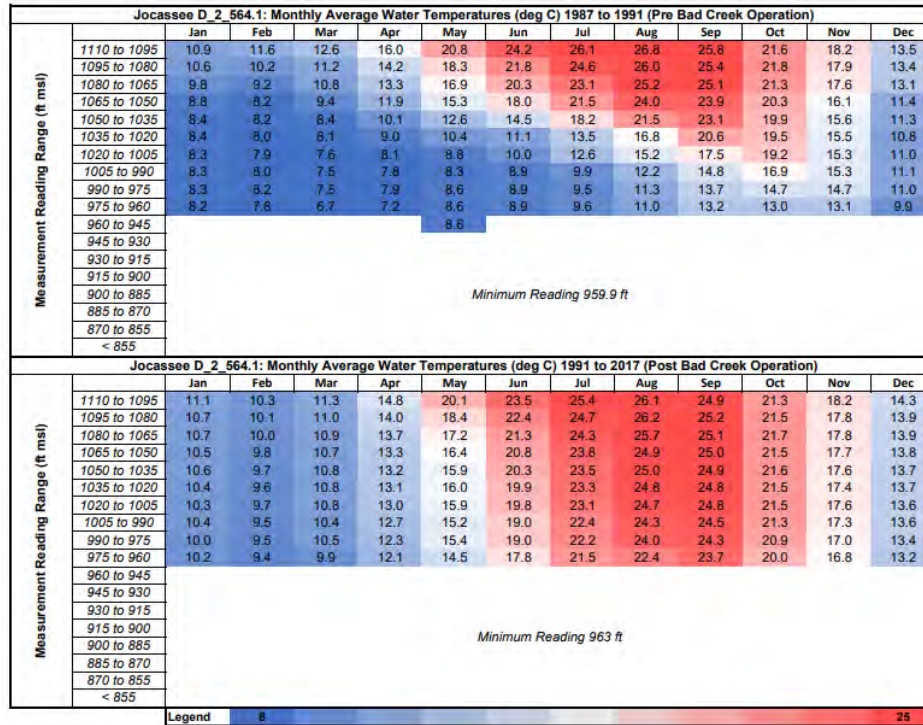 Jocassee D_2_564.1: Monthly Average Water Temperatures (deg C) 1987 to 1991 (Pre Bad Creek Operation)
Jan Feb Mar Apr May Jun Jul Aug Sep Oct Nov Dec
Measurement Reading Range (ft msl)
1110 to 1095 10.9 11.6 12.6 16.0 20.8 24.2 26.1 26.8 25.8 21.6 18.2 13.5
1095 to 1080 10.6 10.2 11.2 14.2 18.3 21.8 24.6 26.0 25.4 21.8 17.9 13.4
1080 to 1065 9.8 9.2 10.8 13.3 16.9 20.3 23.1 25.2 25.1 21.3 17.6 13.1
1065 to 1050 8.8 8.2 9.4 11.9 15.3 18.0 21.5 24.0 23.9 20.3 16.1 11.4
1050 to 1035 8.4 8.2 8.4 10.1 12.6 14.5 18.2 21.5 23.1 19.9 15.6 11.3
1035 to 1020 8.4 8.0 8.1 9.0 10.4 11.1 13.5 16.8 20.6 19.5 15.5 10.8
1020 to 1005 8.3 7.9 7.6 8.1 8.8 10.0 12.6 15.2 17.5 19.2 15.3 11.0
1005 to 990 8.3 8.0 7.5 7.8 8.3 8.9 9.9 12.2 14.8 16.9 15.3 11.1
990 to 975 8.3 8.2 7.5 7.9 8.6 8.9 9.5 11.3 13.7 14.7 14.7 11.0
975 to 960 8.2 7.8 6.7 7.2 8.6 8.9 9.6 11.0 13.2 13.0 13.1 9.9
960 to 945 8.6
945 to 930
930 to 915
915 to 900
900 to 885 Minimum Reading 959.9 ft
885 to 870
870 to 855
< 855
Jocassee D_2_564.1: Monthly Average Water Temperatures (deg C) 1991 to 2017 (Post Bad Creek Operation)
Jan Feb Mar Apr May Jun Jul Aug Sep Oct Nov Dec
Measurement Reading Range (ft msl)
1110 to 1095 11.1 10.3 11.3 14.8 20.1 23.5 25.4 26.1 24.9 21.3 18.2 14.3
1095 to 1080 10.7 10.1 11.0 14.0 18.4 22.4 24.7 26.2 25.2 21.5 17.8 13.9
1080 to 1065 10.7 10.0 10.9 13.7 17.2 21.3 24.3 25.7 25.1 21.7 17.8 13.9
1065 to 1050 10.5 9.8 10.7 13.3 16.4 20.8 23.8 24.9 25.0 21.5 17.7 13.8
1050 to 1035 10.6 9.7 10.8 13.2 15.9 20.3 23.5 25.0 24.9 21.6 17.6 13.7
1035 to 1020 10.4 9.6 10.8 13.1 16.0 19.9 23.3 24.8 24.8 21.5 17.4 13.7
1020 to 1005 10.3 9.7 10.8 13.0 15.9 19.8 23.1 24.7 24.8 21.5 17.6 13.6
1005 to 990 10.4 9.5 10.4 12.7 15.2 19.0 22.4 24.3 24.5 21.3 17.3 13.6
990 to 975 10.0 9.5 10.5 12.3 15.4 19.0 22.2 24.0 24.3 20.9 17.0 13.4
975 to 960 10.2 9.4 9.9 12.1 14.5 17.8 21.5 22.4 23.7 20.0 16.8 13.2
960 to 945
945 to 930
930 to 915
915 to 900
900 to 885 Minimum Reading 963 ft
885 to 870
870 to 855
< 855
Legend 8 25